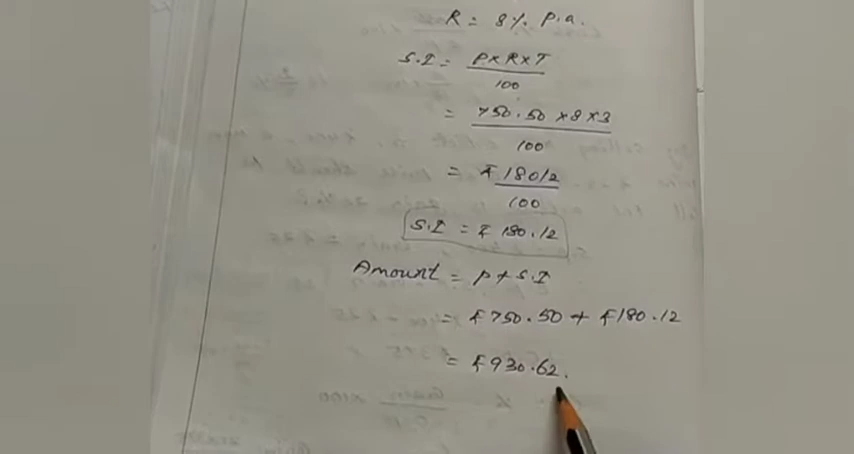 R = 8% p.a.
S.I = P×R×T
100
= 750.50 ×8×3
100
= ₹ 18012
100
S.I = ₹ 180.12
Amount = P+S.I
= ₹750.50 + ₹180.12
= ₹930.62.